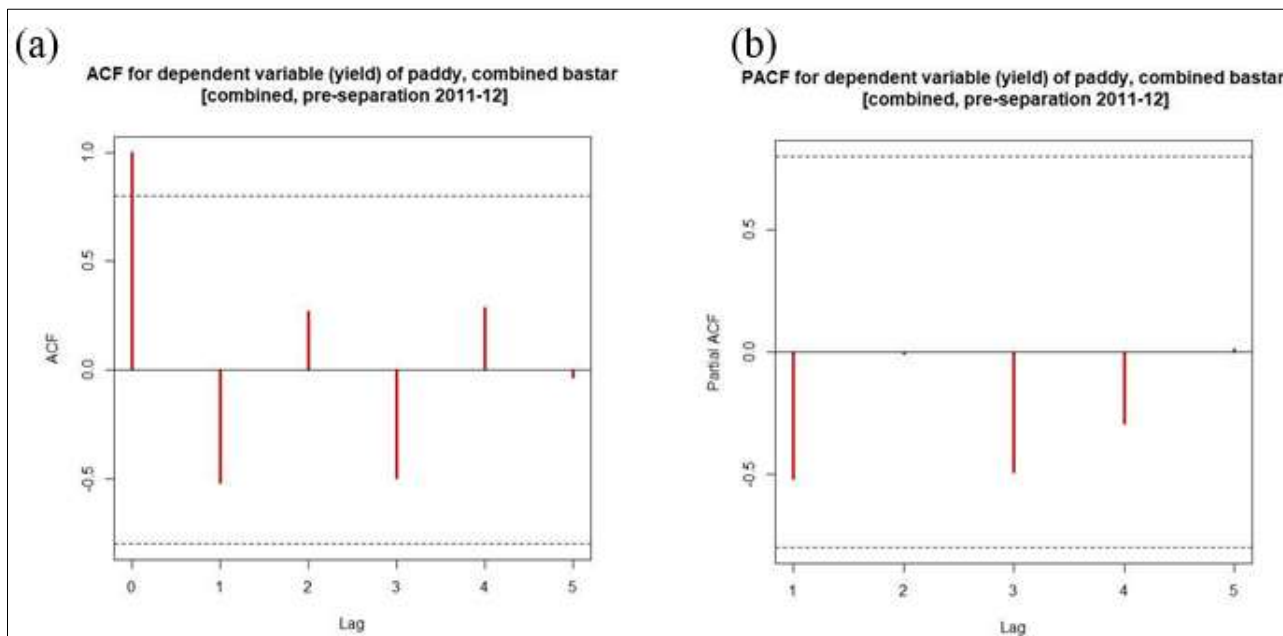 (a)
ACF for dependent variable (yield) of paddy, combined bastar
[combined, pre-separation 2011-12]
1.0
0.5
0.0
-0.5
ACF
0 1 2 3 4 5
Lag
(b)
PACF for dependent variable (yield) of paddy, combined bastar
[combined, pre-separation 2011-12]
0.5
0.0
-0.5
Partial ACF
1 2 3 4 5
Lag